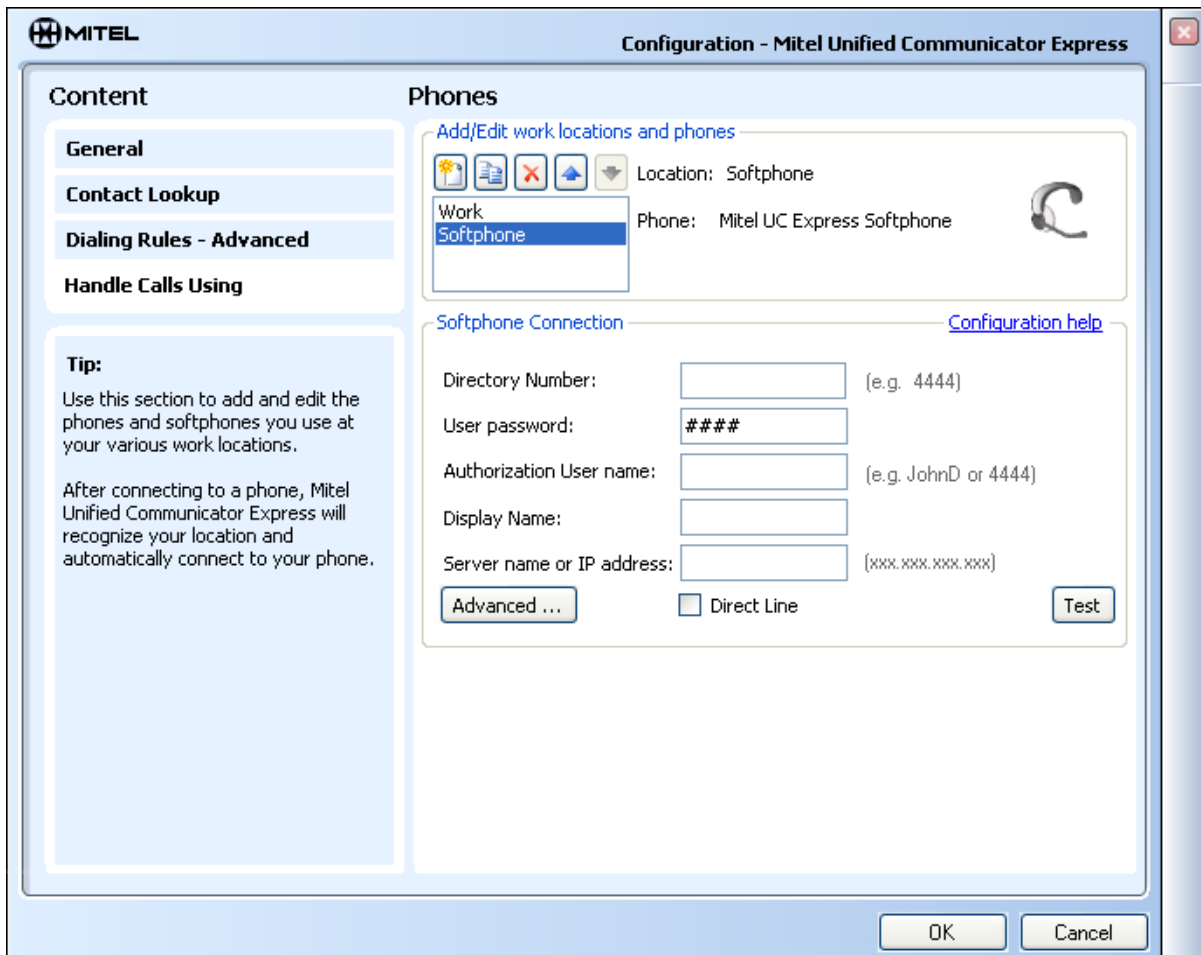 MITEL
Configuration - Mitel Unified Communicator Express
Content
General
Contact Lookup
Dialing Rules - Advanced
Handle Calls Using
Tip:
Use this section to add and edit the
phones and softphones you use at
your various work locations.
After connecting to a phone, Mitel
Unified Communicator Express will
recognize your location and
automatically connect to your phone.
Phones
Add/Edit work locations and phones
Location: Softphone
Work
Softphone
Phone: Mitel UC Express Softphone
Softphone Connection
Configuration help
Directory Number: (e.g. 4444)
User password: ####
Authorization User name: (e.g. JohnD or 4444)
Display Name:
Server name or IP address: (xxx.xxx.xxx.xxx)
Advanced ... Direct Line Test
OK Cancel